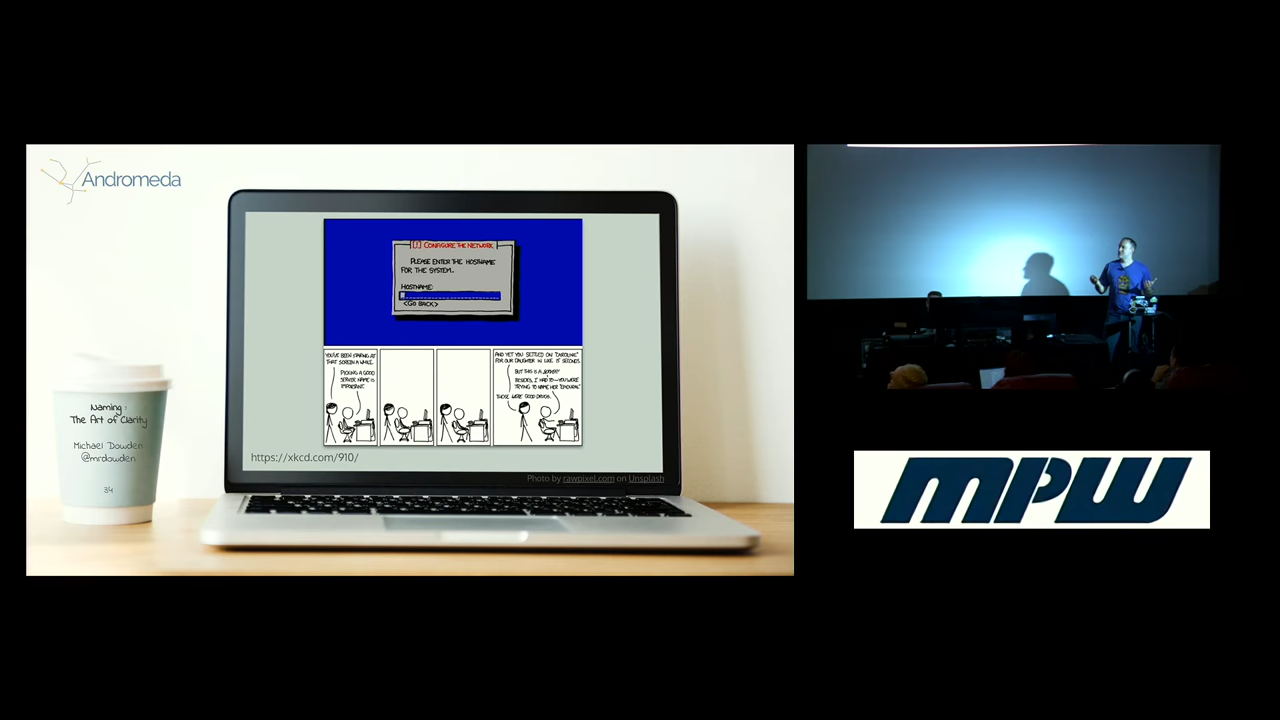 Andromeda
[!] CONFIGURE THE NETWORK
PLEASE ENTER THE HOSTNAME
FOR THE SYSTEM.
HOSTNAME:
<GO BACK>
YOU'VE BEEN STARING AT
THAT SCREEN A WHILE.
PICKING A GOOD
SERVER NAME IS
IMPORTANT.
AND YET YOU SETTLED ON "CAROLINE"
FOR OUR DAUGHTER IN LIKE 15 SECONDS.
BUT THIS IS A SERVER!
BESIDES, I HAD TO—YOU WERE
TRYING TO NAME HER "EPIDURAL".
THOSE WERE GOOD DRUGS.
https://xkcd.com/910/
Photo by rawpixel.com on Unsplash
Naming:
The Art of Clarity
Michael Dowden
@mrdowden
34
MPW